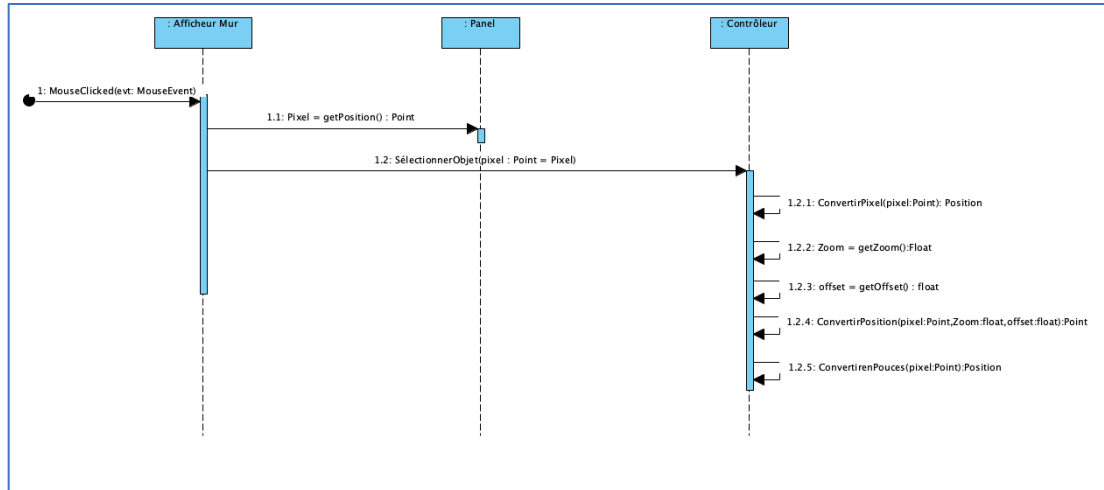 : Afficheur Mur
: Panel
: Contrôleur
1: MouseClicked(evt: MouseEvent)
1.1: Pixel = getPosition() : Point
1.2: SélectionnerObjet(pixel : Point = Pixel)
1.2.1: ConvertirPixel(pixel:Point): Position
1.2.2: Zoom = getZoom():Float
1.2.3: offset = getOffset() : float
1.2.4: ConvertirPosition(pixel:Point,Zoom:float,offset:float):Point
1.2.5: ConvertirenPouces(pixel:Point):Position